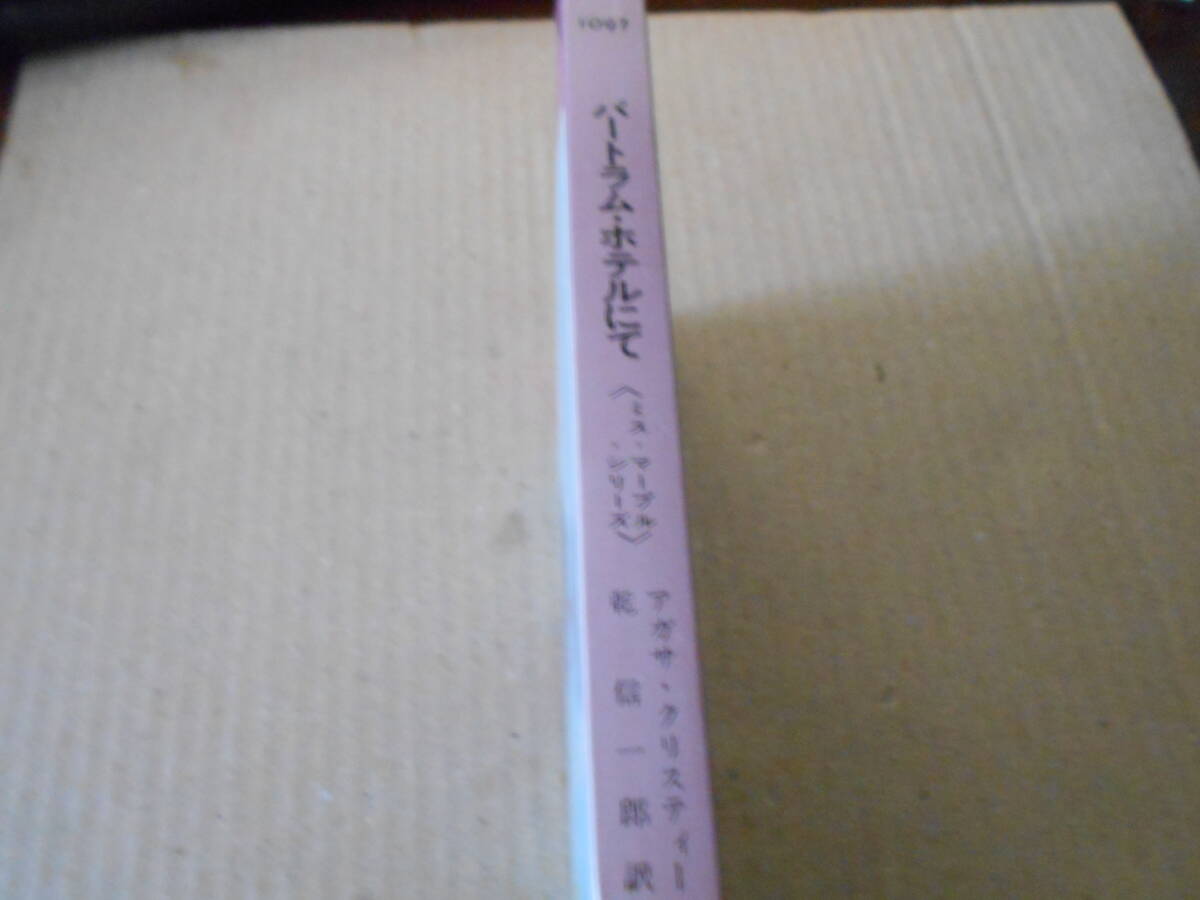 1097
バートラム・ホテルにて
《ミス・マープル
・シリーズ》
アガサ・クリスティー
乾 信一郎訳